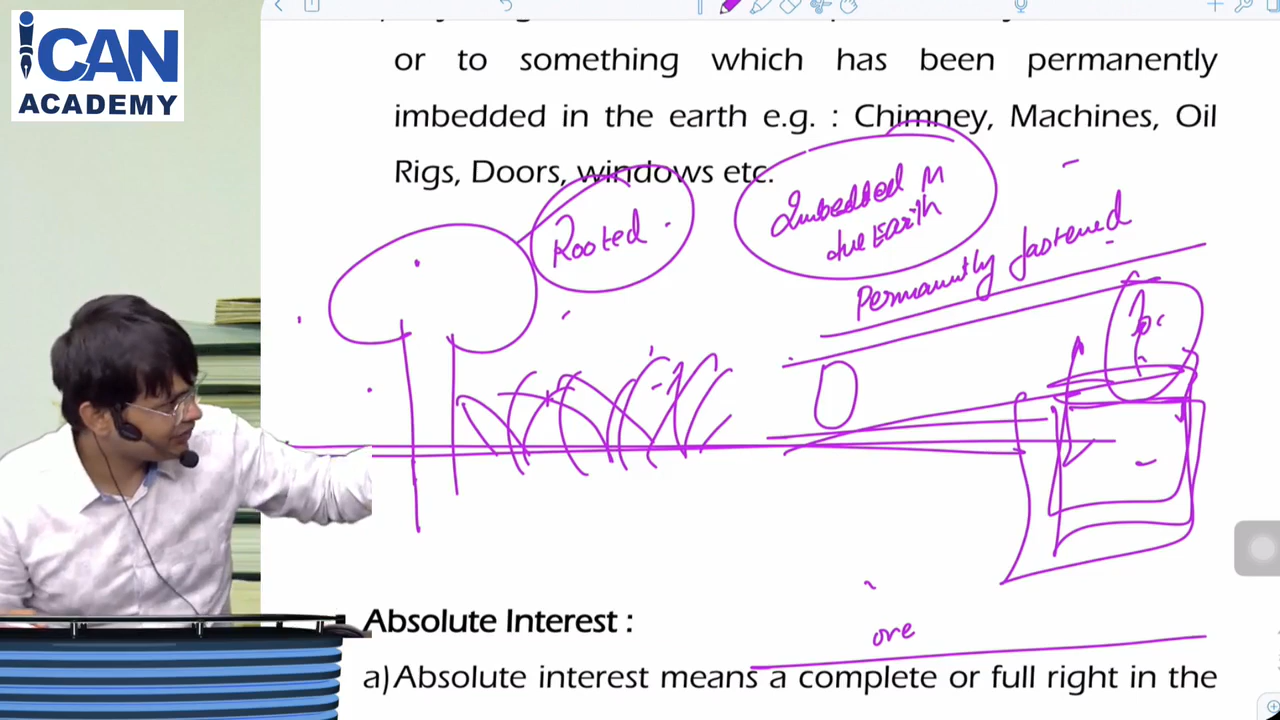 iCAN
ACADEMY
or to something which has been permanently
imbedded in the earth e.g. : Chimney, Machines, Oil
Rigs, Doors, windows etc.
Rooted
Imbedded in
the Earth
Permanently fastened
Absolute Interest :
ore
a) Absolute interest means a complete or full right in the